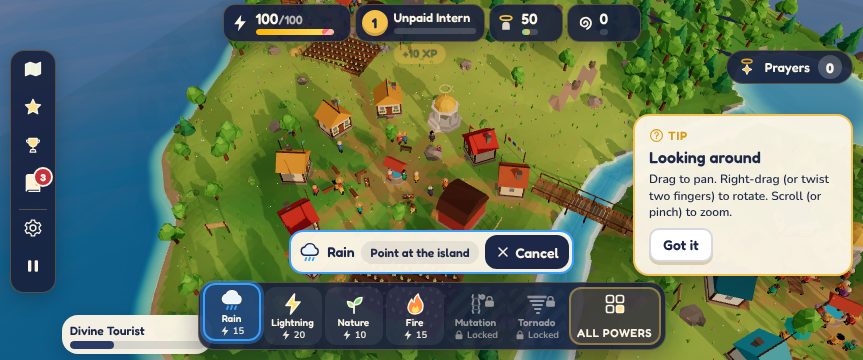 100/100
1
Unpaid Intern
50
0
+10 XP
Prayers 0
3
TIP
Looking around
Drag to pan. Right-drag (or twist
two fingers) to rotate. Scroll (or
pinch) to zoom.
Got it
Rain Point at the island Cancel
Divine Tourist
Rain
15
Lightning
20
Nature
10
Fire
15
Mutation
Locked
Tornado
Locked
ALL POWERS